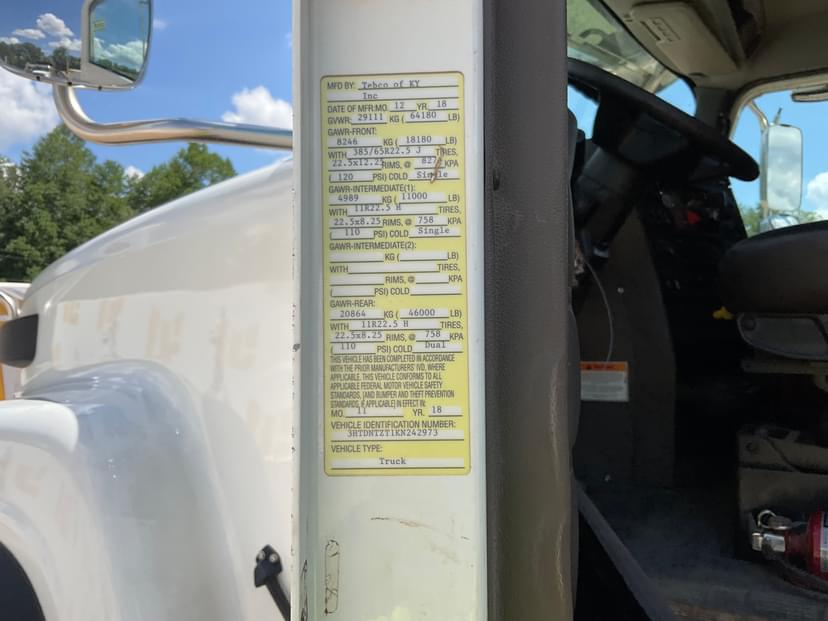 MFD BY: Tebco of KY
Inc
DATE OF MFR: MO. 12 YR. 18
GVWR: 29111 KG ( 64180 LB)
GAWR-FRONT:
8246 KG ( 18180 LB)
WITH 385/65R22.5 J TIRES,
22.5x12.25 RIMS, @ KPA
( 120 PSI) COLD Single
GAWR-INTERMEDIATE(1):
4989 KG ( 11000 LB)
WITH 11R22.5 H TIRES,
22.5x8.25 RIMS, @ 758 KPA
( 110 PSI) COLD Single
GAWR-INTERMEDIATE(2):
KG ( LB)
WITH TIRES,
RIMS, @ KPA
( PSI) COLD
GAWR-REAR:
20864 KG ( 46000 LB)
WITH 11R22.5 H TIRES,
22.5x8.25 RIMS, @ 758 KPA
( 110 PSI) COLD Dual
THIS VEHICLE HAS BEEN COMPLETED IN ACCORDANCE
WITH THE PRIOR MANUFACTURERS' IVD, WHERE
APPLICABLE. THIS VEHICLE CONFORMS TO ALL
APPLICABLE FEDERAL MOTOR VEHICLE SAFETY
STANDARDS, [AND BUMPER AND THEFT PREVENTION
STANDARDS, IF APPLICABLE] IN EFFECT IN:
MO. 11 YR. 18
VEHICLE IDENTIFICATION NUMBER:
3HTDNTZT1KN242973
VEHICLE TYPE:
Truck